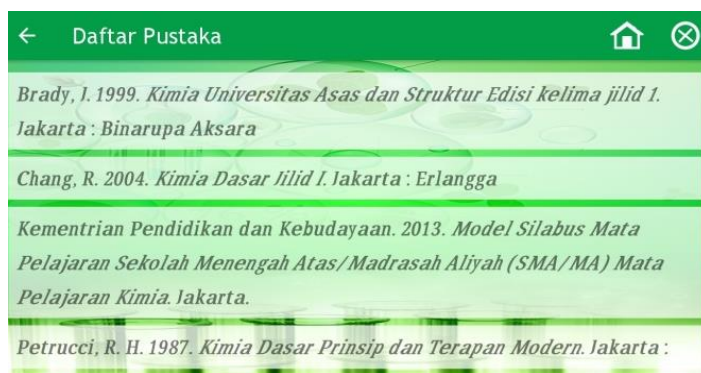 Daftar Pustaka
Brady, J. 1999. Kimia Universitas Asas dan Struktur Edisi kelima jilid 1.
Jakarta : Binarupa Aksara
Chang, R. 2004. Kimia Dasar Jilid I. Jakarta : Erlangga
Kementrian Pendidikan dan Kebudayaan. 2013. Model Silabus Mata
Pelajaran Sekolah Menengah Atas/Madrasah Aliyah (SMA/MA) Mata
Pelajaran Kimia. Jakarta.
Petrucci, R. H. 1987. Kimia Dasar Prinsip dan Terapan Modern. Jakarta :